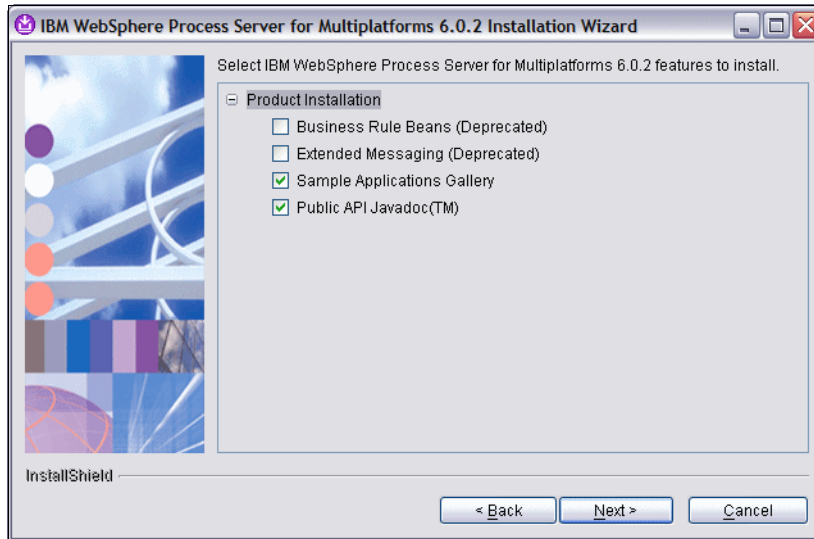 IBM WebSphere Process Server for Multiplatforms 6.0.2 Installation Wizard
Select IBM WebSphere Process Server for Multiplatforms 6.0.2 features to install.
Product Installation
Business Rule Beans (Deprecated)
Extended Messaging (Deprecated)
Sample Applications Gallery
Public API Javadoc(TM)
InstallShield
< Back
Next >
Cancel